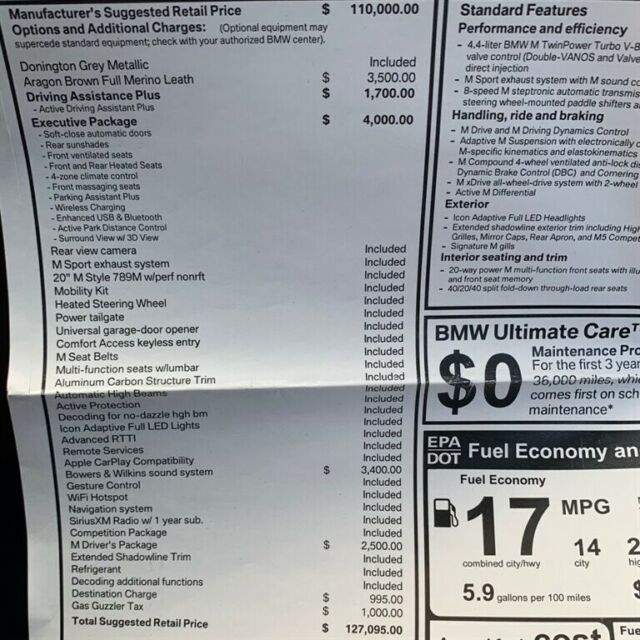 Manufacturer's Suggested Retail Price $ 110,000.00
Options and Additional Charges: (Optional equipment may
supercede standard equipment; check with your authorized BMW center).
Donington Grey Metallic Included
Aragon Brown Full Merino Leath $ 3,500.00
Driving Assistance Plus $ 1,700.00
- Active Driving Assistant Plus
Executive Package $ 4,000.00
- Soft-close automatic doors
- Rear sunshades
- Front ventilated seats
- Front and Rear Heated Seats
- 4-zone climate control
- Front massaging seats
- Parking Assistant Plus
- Wireless Charging
- Enhanced USB & Bluetooth
- Active Park Distance Control
- Surround View w/ 3D View
Rear view camera Included
M Sport exhaust system Included
20" M Style 789M w/perf nonrft Included
Mobility Kit Included
Heated Steering Wheel Included
Power tailgate Included
Universal garage-door opener Included
Comfort Access keyless entry Included
M Seat Belts Included
Multi-function seats w/lumbar Included
Aluminum Carbon Structure Trim Included
Automatic High Beams Included
Active Protection Included
Decoding for no-dazzle hgh bm Included
Icon Adaptive Full LED Lights Included
Advanced RTTI Included
Remote Services Included
Apple CarPlay Compatibility Included
Bowers & Wilkins sound system $ 3,400.00
Gesture Control Included
WiFi Hotspot Included
Navigation system Included
SiriusXM Radio w/ 1 year sub. Included
Competition Package Included
M Driver's Package $ 2,500.00
Extended Shadowline Trim Included
Refrigerant Included
Decoding additional functions Included
Destination Charge $ 995.00
Gas Guzzler Tax $ 1,000.00
Total Suggested Retail Price $ 127,095.00
Standard Features
Performance and efficiency
- 4.4-liter BMW M TwinPower Turbo V-8
valve control (Double-VANOS and Valve
direct injection
- M Sport exhaust system with M sound co
- 8-speed M steptronic automatic transmis
steering wheel-mounted paddle shifters a
Handling, ride and braking
- M Drive and M Driving Dynamics Control
- Adaptive M Suspension with electronically c
M-specific kinematics and elastokinematics
- M Compound 4-wheel ventilated anti-lock dis
Dynamic Brake Control (DBC) and Cornering
- M xDrive all-wheel-drive system with 2-wheel
- Active M Differential
Exterior
- Icon Adaptive Full LED Headlights
- Extended shadowline exterior trim including High
Grilles, Mirror Caps, Rear Apron, and M5 Compe
- Signature M gills
Interior seating and trim
- 20-way power M multi-function front seats with illu
and front seat memory
- 40/20/40 split fold-down through-load rear seats
BMW Ultimate Care
$0 Maintenance Pro
For the first 3 year
36,000 miles, whic
comes first on sch
maintenance*
EPA
DOT Fuel Economy an
Fuel Economy
17 MPG
combined city/hwy
14
city
5.9 gallons per 100 miles
Fue